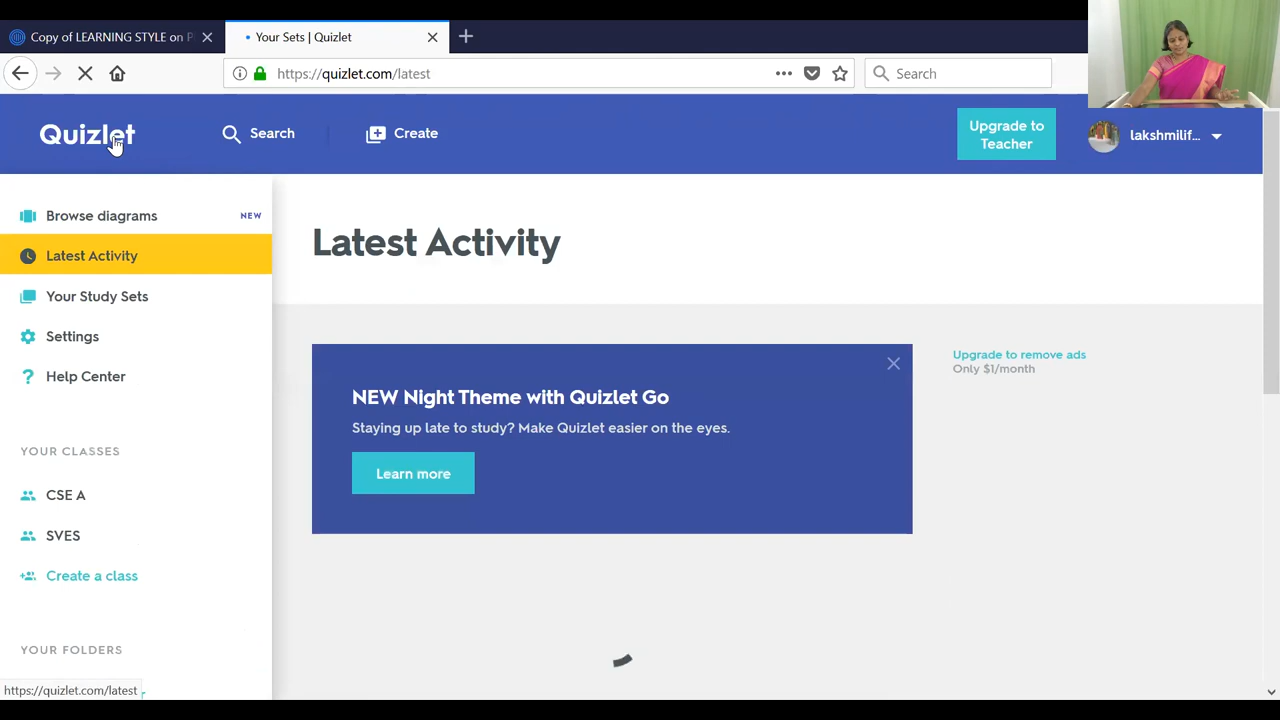 Copy of LEARNING STYLE on P
Your Sets | Quizlet
https://quizlet.com/latest
Search
Quizlet
Search
Create
Upgrade to
Teacher
lakshmilif...
Browse diagrams
NEW
Latest Activity
Your Study Sets
Settings
Help Center
YOUR CLASSES
CSE A
SVES
Create a class
YOUR FOLDERS
https://quizlet.com/latest
Latest Activity
NEW Night Theme with Quizlet Go
Staying up late to study? Make Quizlet easier on the eyes.
Learn more
Upgrade to remove ads
Only $1/month